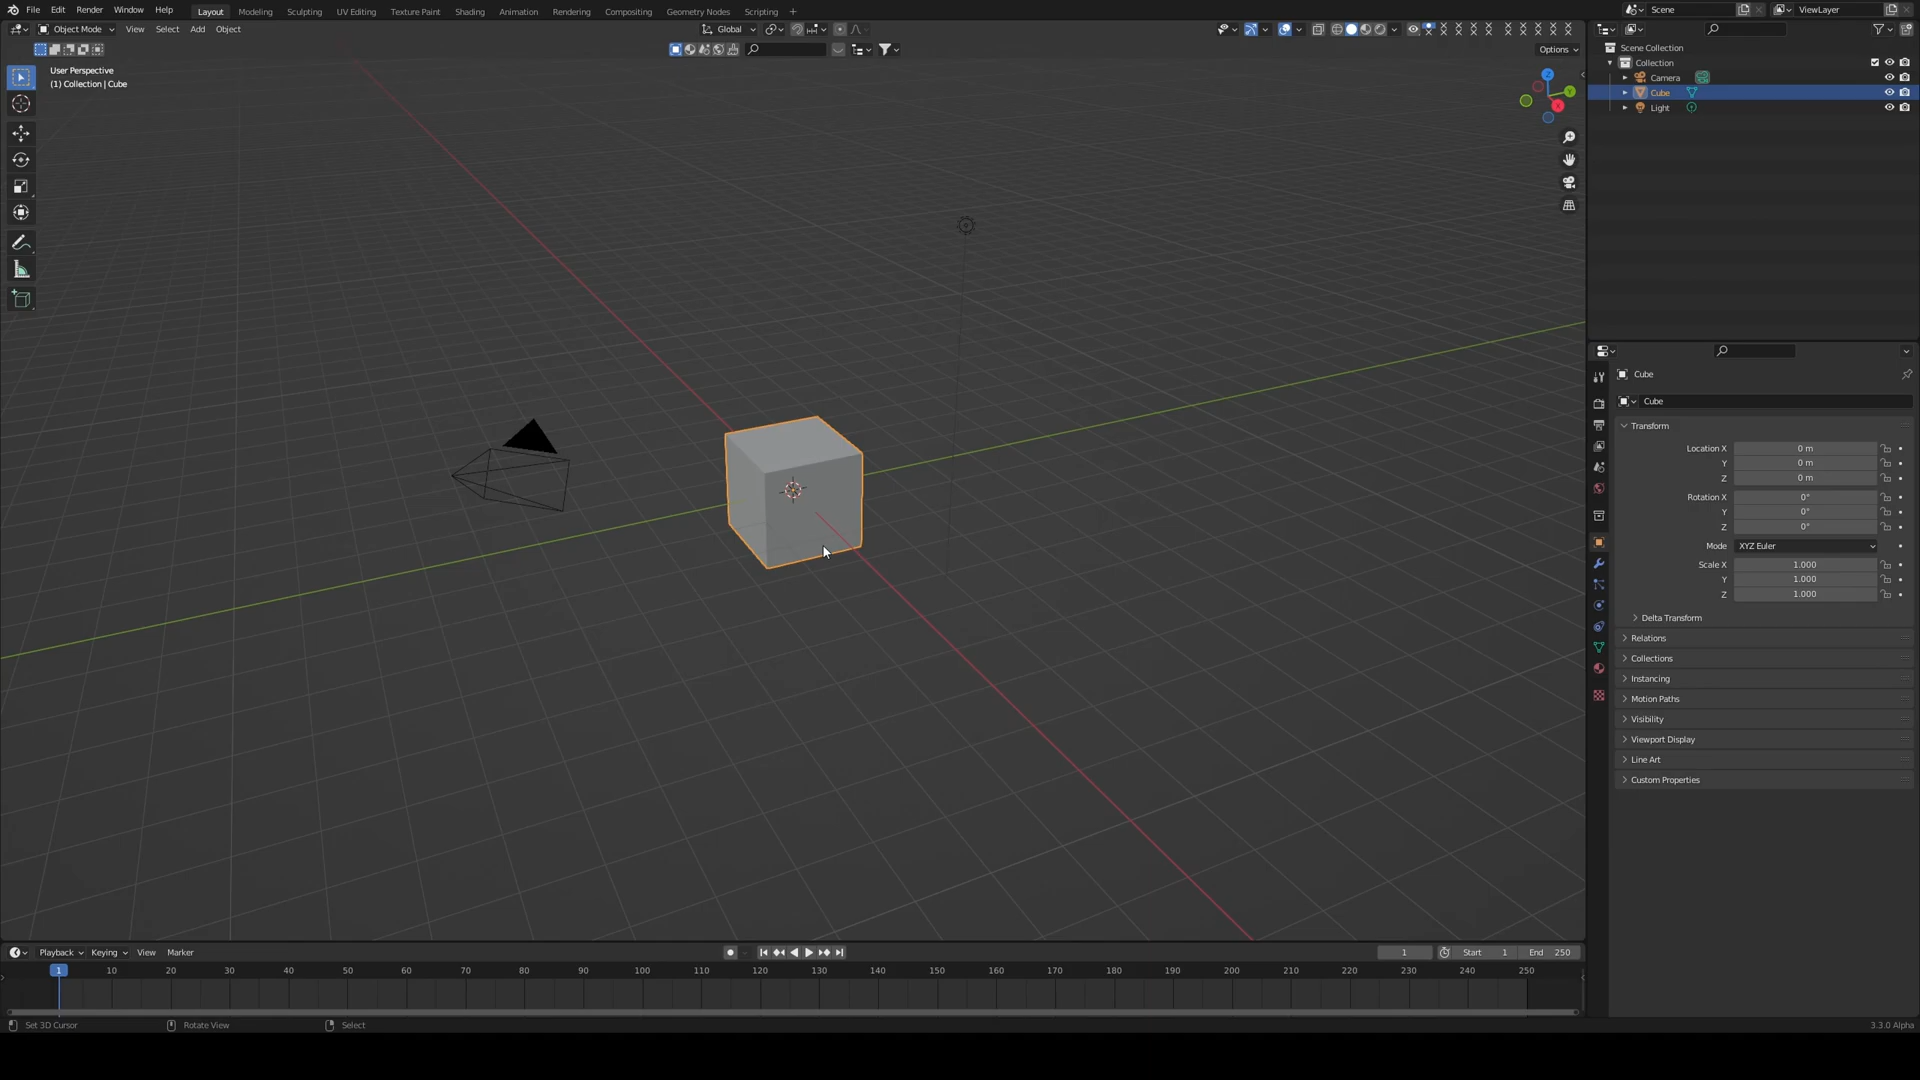 File Edit Render Window Help Layout Modeling Sculpting UV Editing Texture Paint Shading Animation Rendering Compositing Geometry Nodes Scripting + Scene ViewLayer
Object Mode View Select Add Object Global
Options
User Perspective
(1) Collection | Cube
Z
Y
X
Scene Collection
Collection
Camera
Cube
Light
Cube
Cube
Transform
Location X 0 m
Y 0 m
Z 0 m
Rotation X 0°
Y 0°
Z 0°
Mode XYZ Euler
Scale X 1.000
Y 1.000
Z 1.000
Delta Transform
Relations
Collections
Instancing
Motion Paths
Visibility
Viewport Display
Line Art
Custom Properties
Playback Keying View Marker 1 Start 1 End 250
1 10 20 30 40 50 60 70 80 90 100 110 120 130 140 150 160 170 180 190 200 210 220 230 240 250
Set 3D Cursor Rotate View Select 3.3.0 Alpha